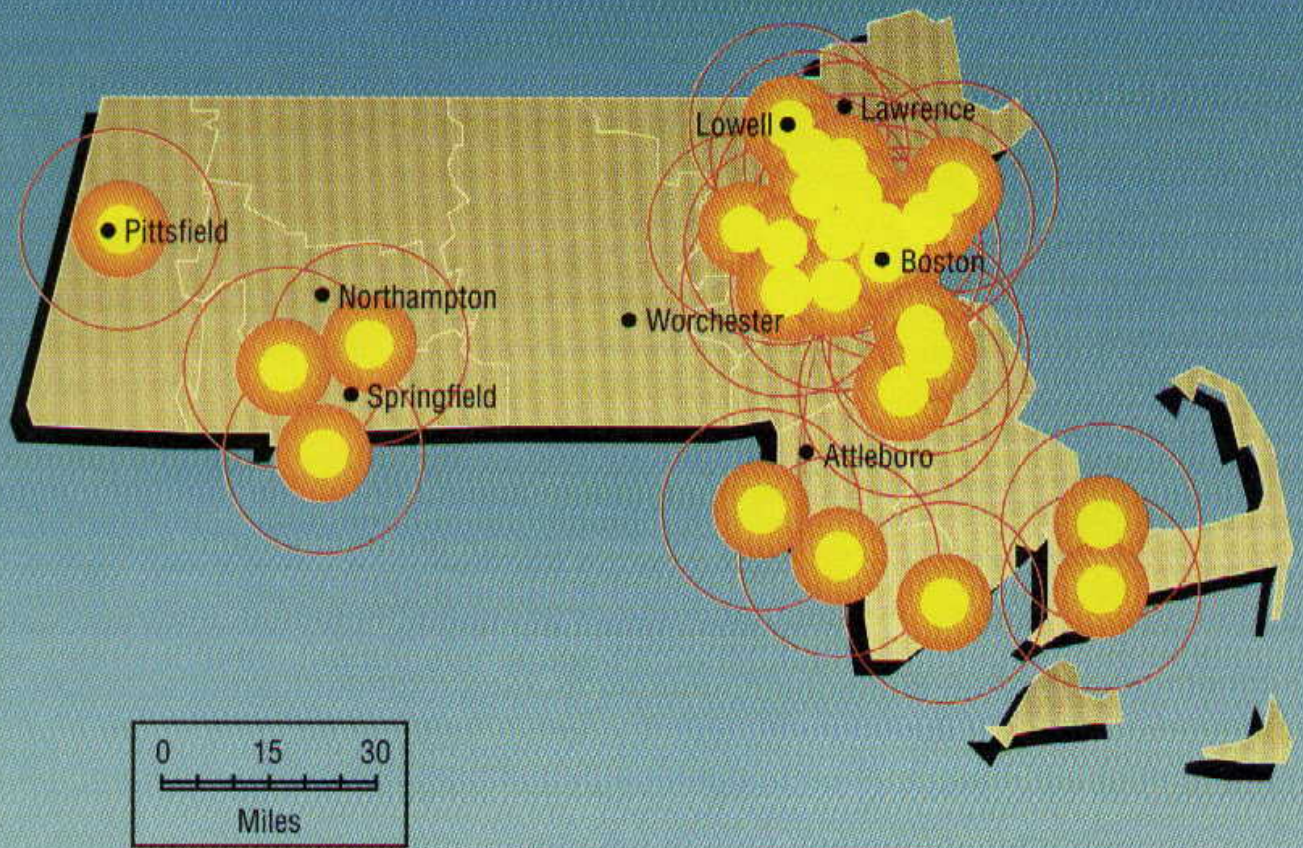 Lawrence
Lowell
Pittsfield
Boston
Northampton
Worchester
Springfield
Attleboro
0 15 30
Miles